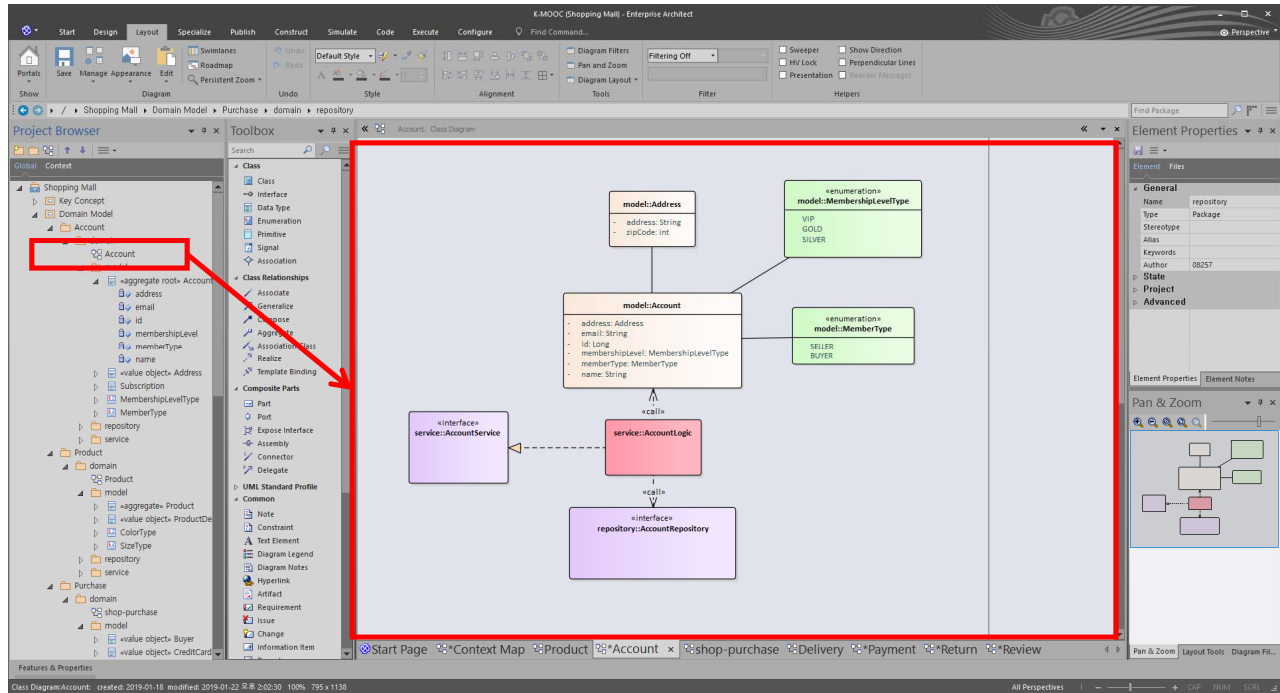 K-MOOC (Shopping Mall) - Enterprise Architect
Start Design Layout Specialize Publish Construct Simulate Code Execute Configure Find Command...
Perspective
Portals
Save Manage Appearance Edit
Swimlanes
Roadmap
Persistent Zoom
Undo
Redo
Default Style
Diagram Filters
Pan and Zoom
Diagram Layout
Filtering Off
Sweeper Show Direction
HV Lock Perpendicular Lines
Presentation Reorder Messages
Show Diagram Undo Style Alignment Tools Filter Helpers
/ Shopping Mall Domain Model Purchase domain repository
Find Package
Project Browser
Global Context
Shopping Mall
Key Concept
Domain Model
Account
Account
«aggregate root» Account
address
email
id
membershipLevel
memberType
name
«value object» Address
Subscription
MembershipLevelType
MemberType
repository
service
Product
domain
Product
model
«aggregate» Product
«value object» ProductDe
ColorType
SizeType
repository
service
Purchase
domain
shop-purchase
model
«value object» Buyer
«value object» CreditCard
Toolbox
Search
Class
Class
Interface
Data Type
Enumeration
Primitive
Signal
Association
Class Relationships
Associate
Generalize
Compose
Aggregate
Association Class
Realize
Template Binding
Composite Parts
Part
Port
Expose Interface
Assembly
Connector
Delegate
UML Standard Profile
Common
Note
Constraint
Text Element
Diagram Legend
Diagram Notes
Hyperlink
Artifact
Requirement
Issue
Change
Information Item
Account: Class Diagram
model::Address
- address: String
- zipCode: int
«enumeration»
model::MembershipLevelType
VIP
GOLD
SILVER
model::Account
- address: Address
- email: String
- id: Long
- membershipLevel: MembershipLevelType
- memberType: MemberType
- name: String
«enumeration»
model::MemberType
SELLER
BUYER
«call»
«interface»
service::AccountService
service::AccountLogic
«call»
«interface»
repository::AccountRepository
Start Page *Context Map Product *Account × shop-purchase Delivery *Payment *Return *Review
Element Properties
Element Files
General
Name repository
Type Package
Stereotype
Alias
Keywords
Author 08257
State
Project
Advanced
Element Properties Element Notes
Pan & Zoom
Pan & Zoom Layout Tools Diagram Fil...
Features & Properties
Class Diagram:Account: created: 2019-01-18 modified: 2019-01-22 오후 2:02:30 100% 795 x 1138
All Perspectives
CAP NUM SCRL